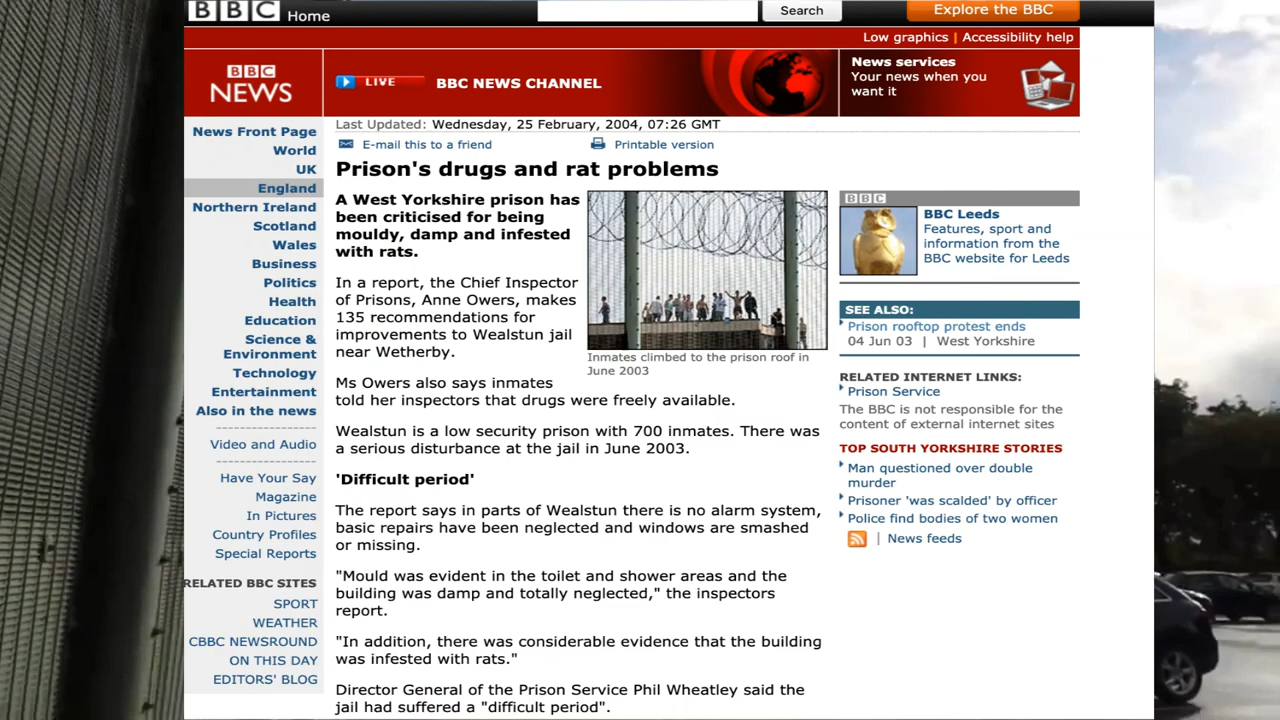 BBC Home
Search
Explore the BBC
Low graphics | Accessibility help
BBC
NEWS
LIVE
BBC NEWS CHANNEL
News services
Your news when you
want it
News Front Page
World
UK
England
Northern Ireland
Scotland
Wales
Business
Politics
Health
Education
Science &
Environment
Technology
Entertainment
Also in the news
Video and Audio
Have Your Say
Magazine
In Pictures
Country Profiles
Special Reports
RELATED BBC SITES
SPORT
WEATHER
CBBC NEWSROUND
ON THIS DAY
EDITORS' BLOG
Last Updated: Wednesday, 25 February, 2004, 07:26 GMT
E-mail this to a friend
Printable version
Prison's drugs and rat problems
A West Yorkshire prison has
been criticised for being
mouldy, damp and infested
with rats.
In a report, the Chief Inspector
of Prisons, Anne Owers, makes
135 recommendations for
improvements to Wealstun jail
near Wetherby.
Inmates climbed to the prison roof in
June 2003
Ms Owers also says inmates
told her inspectors that drugs were freely available.
Wealstun is a low security prison with 700 inmates. There was
a serious disturbance at the jail in June 2003.
'Difficult period'
The report says in parts of Wealstun there is no alarm system,
basic repairs have been neglected and windows are smashed
or missing.
"Mould was evident in the toilet and shower areas and the
building was damp and totally neglected," the inspectors
report.
"In addition, there was considerable evidence that the building
was infested with rats."
Director General of the Prison Service Phil Wheatley said the
jail had suffered a "difficult period".
BBC
BBC Leeds
Features, sport and
information from the
BBC website for Leeds
SEE ALSO:
Prison rooftop protest ends
04 Jun 03 | West Yorkshire
RELATED INTERNET LINKS:
Prison Service
The BBC is not responsible for the
content of external internet sites
TOP SOUTH YORKSHIRE STORIES
Man questioned over double
murder
Prisoner 'was scalded' by officer
Police find bodies of two women
| News feeds